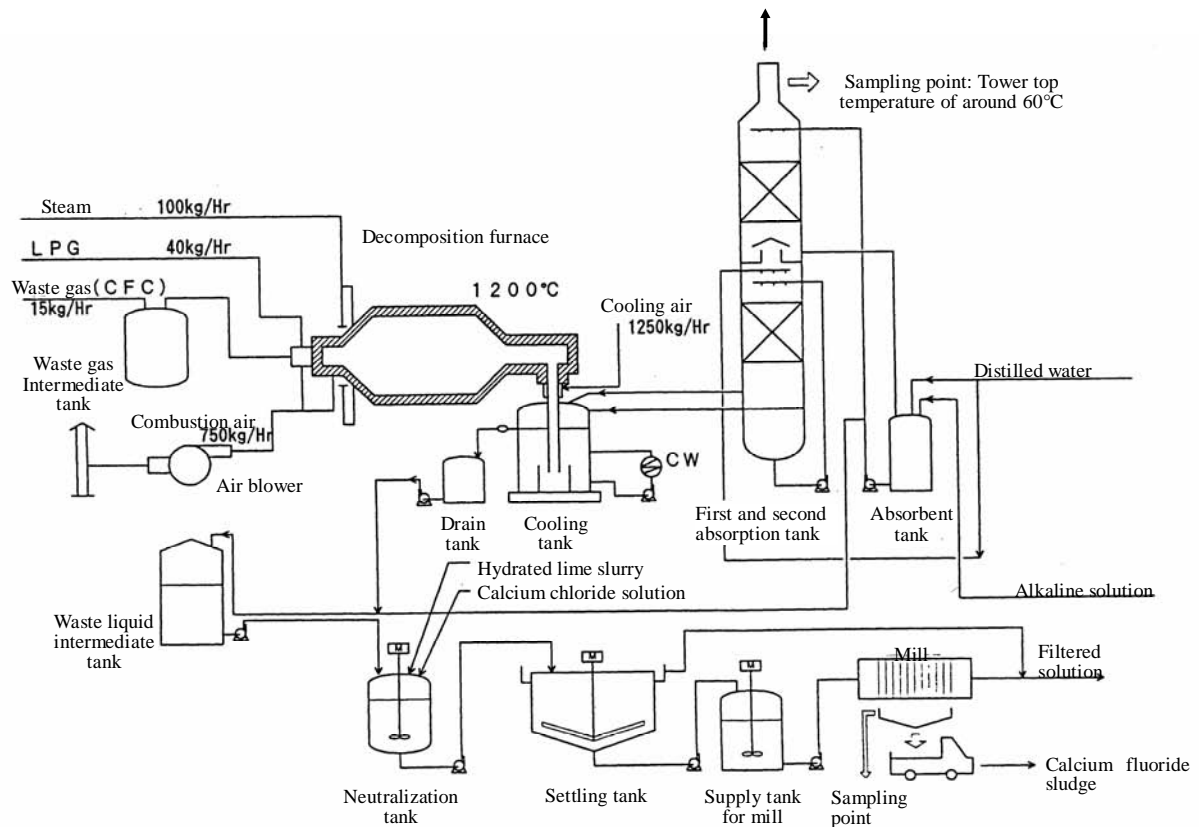 Sampling point: Tower top
temperature of around 60°C
Steam 100kg/Hr
Decomposition furnace
LPG 40kg/Hr
Waste gas(CFC)
15kg/Hr
1200°C
Cooling air
1250kg/Hr
Waste gas
Intermediate
tank
Distilled water
Combustion air
750kg/Hr
Air blower
CW
Drain
tank
Cooling
tank
First and second
absorption tank
Absorbent
tank
Hydrated lime slurry
Calcium chloride solution
Alkaline solution
Waste liquid
intermediate
tank
M
M
M
Mill
Filtered
solution
Neutralization
tank
Settling tank
Supply tank
for mill
Sampling
point
Calcium fluoride
sludge